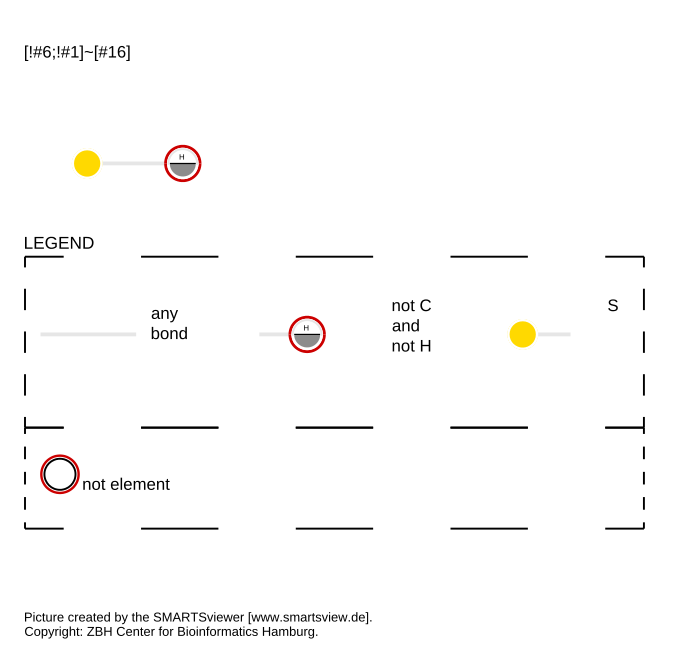 [!#6;!#1]~[#16]
H
LEGEND
any
bond
H
not C
and
not H
S
not element
Picture created by the SMARTSviewer [www.smartsview.de].
Copyright: ZBH Center for Bioinformatics Hamburg.